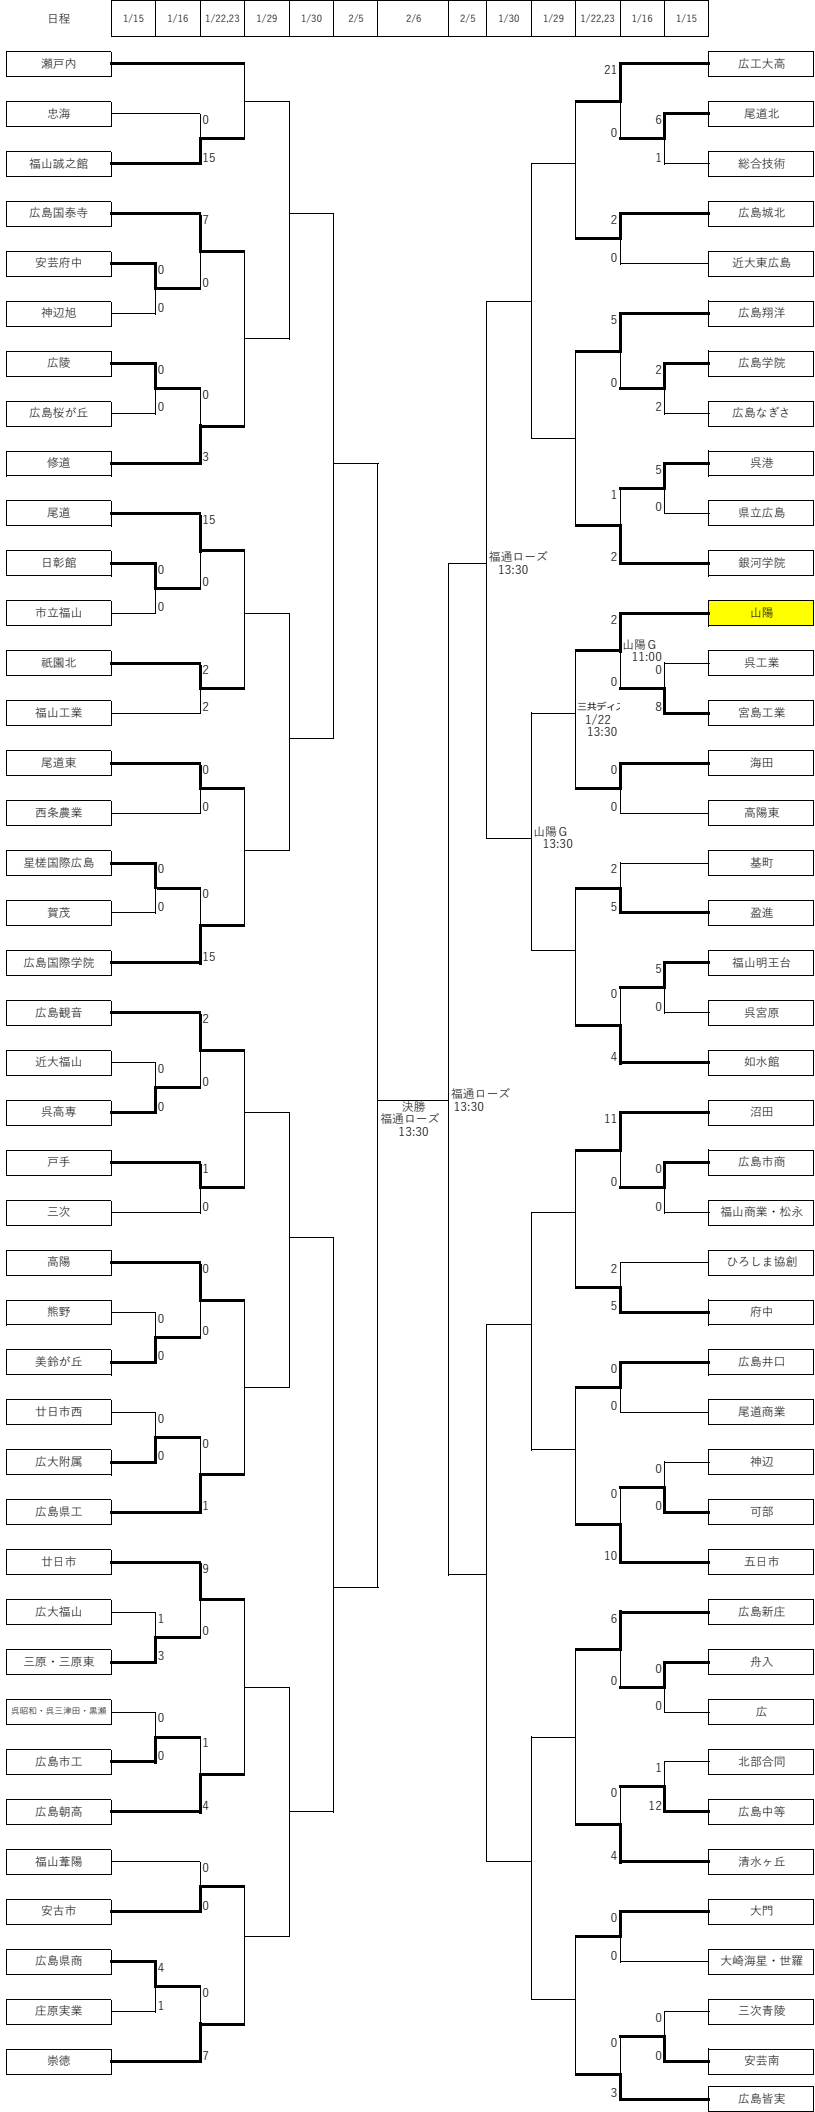 日程 1/15 1/16 1/22,23 1/29 1/30 2/5 2/6 2/5 1/30 1/29 1/22,23 1/16 1/15
瀬戸内
忠海
0
15
福山誠之館
広島国泰寺
7
安芸府中
0
0
神辺旭
0
広陵
0
0
広島桜が丘
0
修道
3
尾道
15
日彰館
0
0
市立福山
0
祇園北
2
福山工業
2
尾道東
0
西条農業
0
星槎国際広島
0
0
賀茂
0
広島国際学院
15
広島観音
2
近大福山
0
0
呉高専
0
戸手
1
三次
0
高陽
0
熊野
0
0
美鈴が丘
0
廿日市西
0
0
広大附属
0
広島県工
1
廿日市
9
広大福山
1
0
三原・三原東
3
呉昭和・呉三津田・黒瀬
0
1
広島市工
0
広島朝高
4
福山葦陽
0
安古市
0
広島県商
4
0
庄原実業
1
崇徳
7
決勝
福通ローズ
13:30
福通ローズ
13:30
福通ローズ
13:30
広工大高
21
尾道北
6
0
総合技術
1
広島城北
2
近大東広島
0
広島翔洋
5
広島学院
2
0
広島なぎさ
2
呉港
5
1
県立広島
0
銀河学院
2
山陽
2
山陽G
11:00
呉工業
0
0
宮島工業
8
三共ディス
1/22
13:30
海田
0
高陽東
0
山陽G
13:30
基町
2
盈進
5
福山明王台
5
0
呉宮原
0
如水館
4
沼田
11
広島市商
0
0
福山商業・松永
0
ひろしま協創
2
府中
5
広島井口
0
尾道商業
0
神辺
0
0
可部
0
五日市
10
広島新庄
6
舟入
0
0
広
0
北部合同
1
0
広島中等
12
清水ヶ丘
4
大門
0
大崎海星・世羅
0
三次青陵
0
0
安芸南
0
広島皆実
3